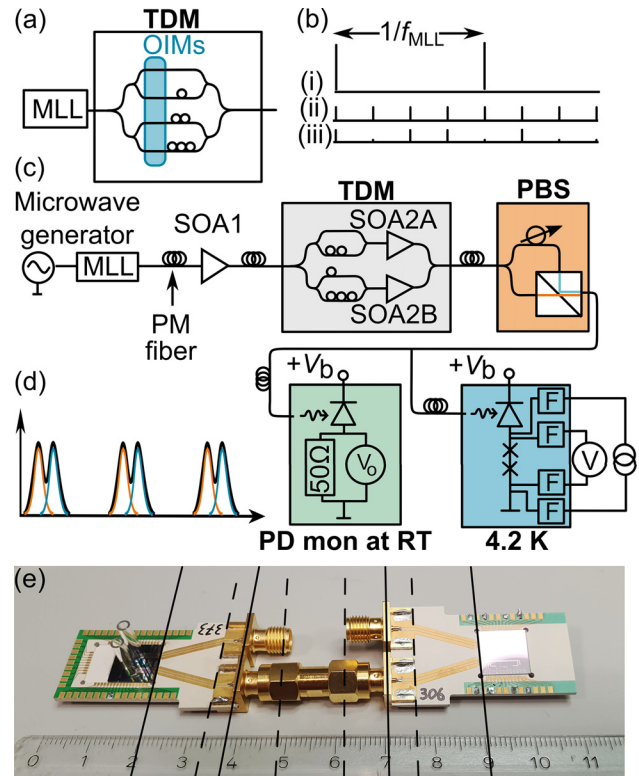 (a)
TDM
OIMs
MLL
(b)
1/fMLL
(i)
(ii)
(iii)
(c)
Microwave
generator
MLL
SOA1
PM
fiber
TDM
SOA2A
SOA2B
PBS
(d)
+Vb
50Ω
Vo
PD mon at RT
+Vb
F
F
F
F
V
4.2 K
(e)
373
306
0 1 2 3 4 5 6 7 8 9 10 11